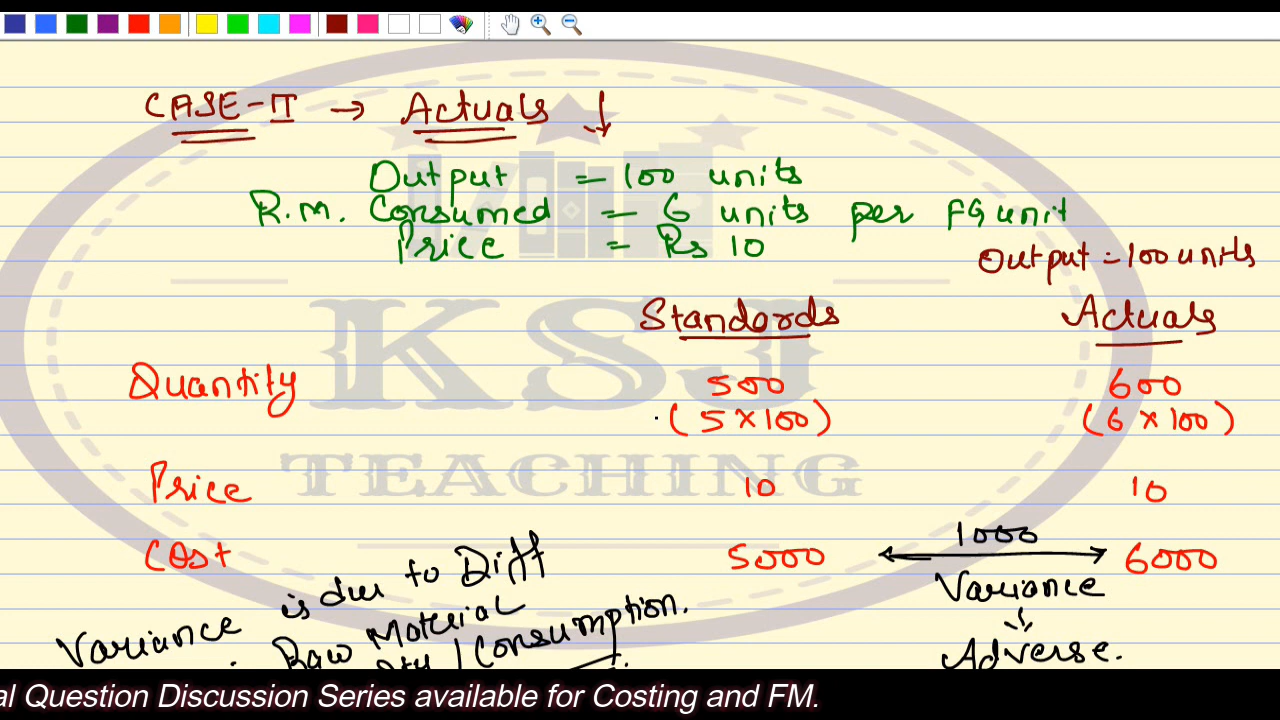 CASE-II → Actuals ↓
Output = 100 units
R.M. Consumed = 6 units per FG unit
Price = Rs 10
Output = 100 units
Standards Actuals
Quantity 500 600
(5 × 100) (6 × 100)
Price 10 10
1000
Cost 5000 6000
Variance
Adverse.
Variance is due to Diff
Raw Material
Qty / Consumption.
KSJ
TEACHING
al Question Discussion Series available for Costing and FM.